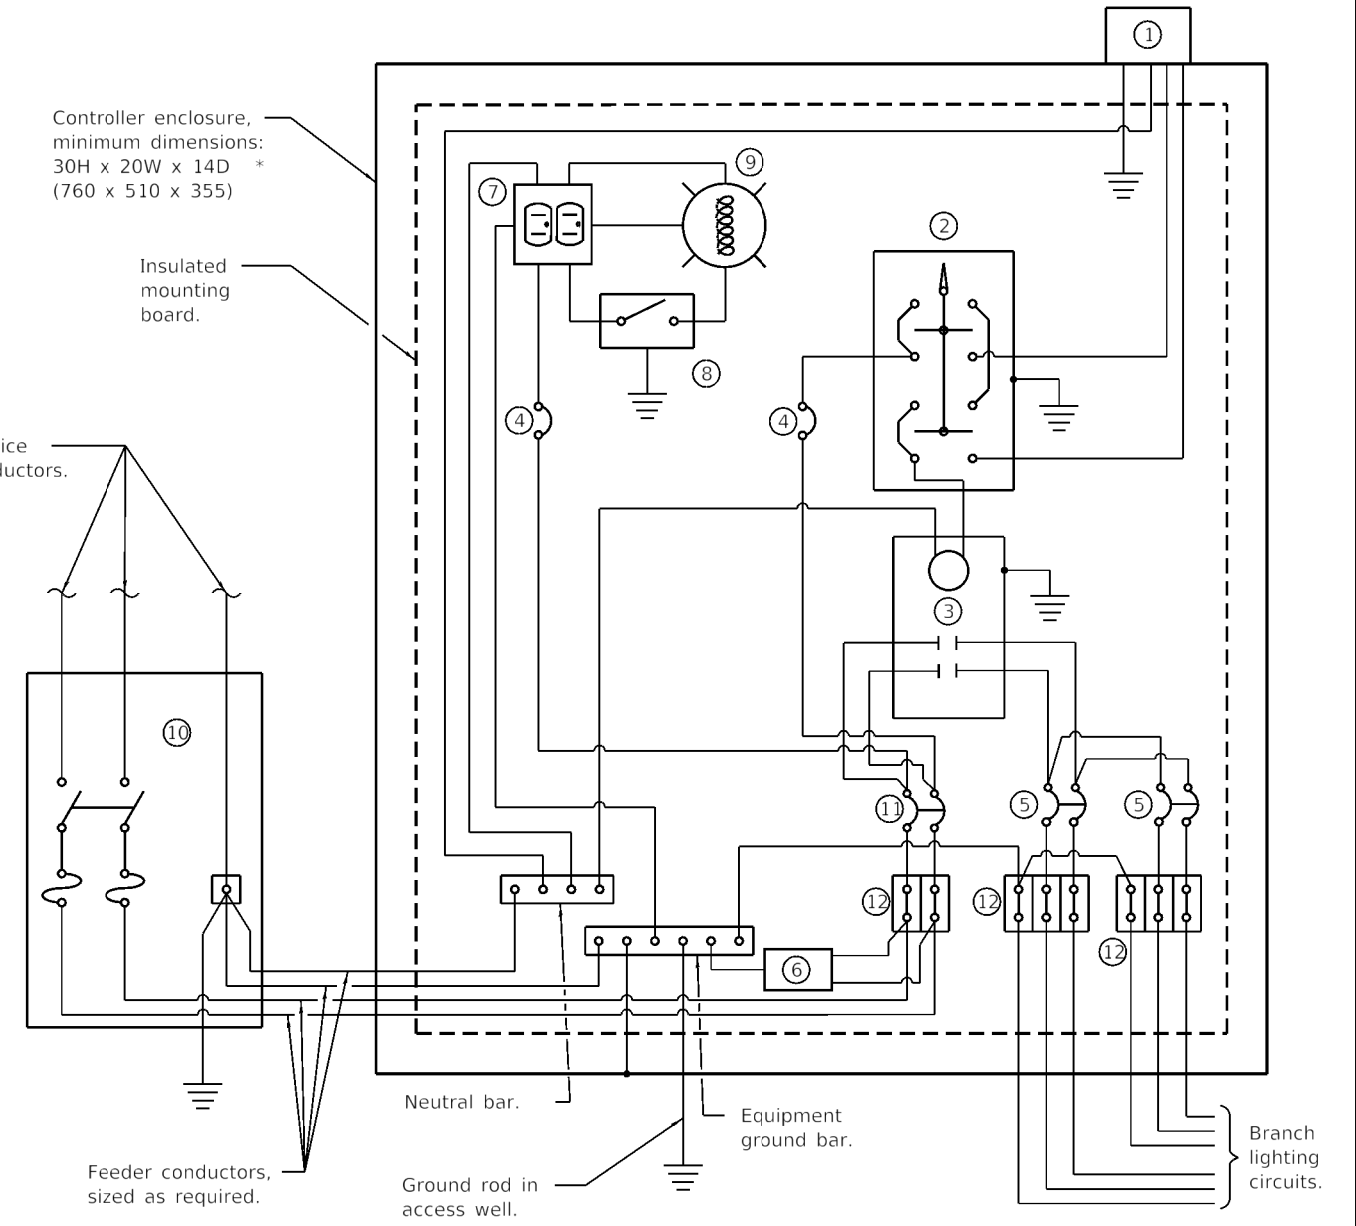 1
Controller enclosure,
minimum dimensions:
30H x 20W x 14D *
(760 x 510 x 355)
9
7
2
Insulated
mounting
board.
8
4
4
ice
ductors.
3
10
5
5
11
12
12
12
6
Neutral bar.
Equipment
ground bar.
Branch
lighting
circuits.
Feeder conductors,
sized as required.
Ground rod in
access well.